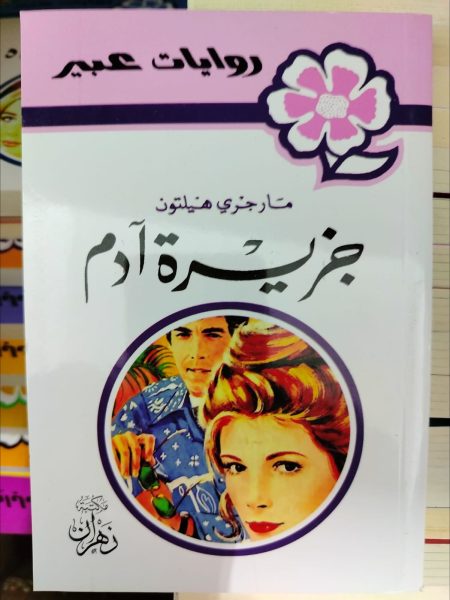 روايات عبير
مارجري هيلتون
جزيرة آدم
مكتبة
زهران